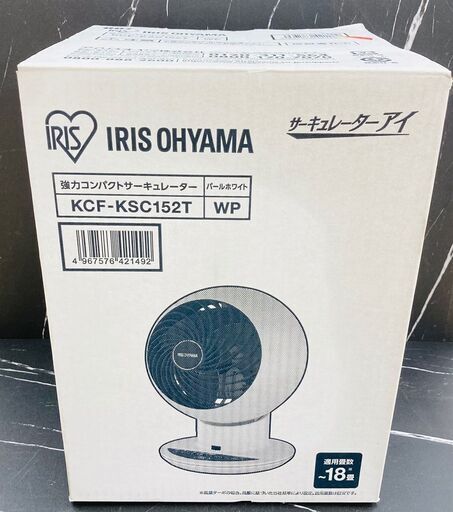 IRIS
IRIS OHYAMA
サーキュレーターアイ
強力コンパクトサーキュレーター
パールホワイト
KCF-KSC152T
WP
4 967576 421492
IRIS OHYAMA
適用畳数
~18畳※